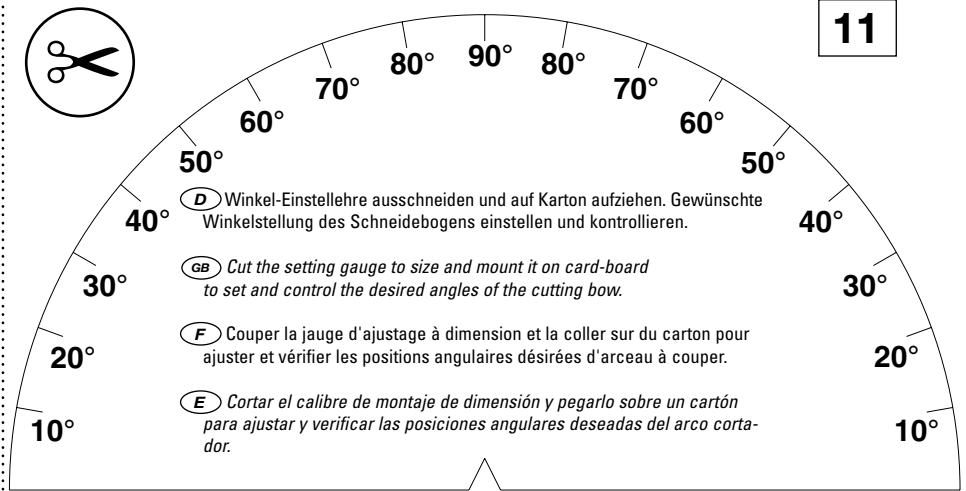 11
90°
80° 80°
70° 70°
60° 60°
50° 50°
D Winkel-Einstellehre ausschneiden und auf Karton aufziehen. Gewünschte
Winkelstellung des Schneidebogens einstellen und kontrollieren.
40° 40°
GB Cut the setting gauge to size and mount it on card-board
to set and control the desired angles of the cutting bow.
30° 30°
F Couper la jauge d'ajustage à dimension et la coller sur du carton pour
ajuster et vérifier les positions angulaires désirées d'arceau à couper.
20° 20°
E Cortar el calibre de montaje de dimensión y pegarlo sobre un cartón
para ajustar y verificar las posiciones angulares deseadas del arco corta-
dor.
10° 10°